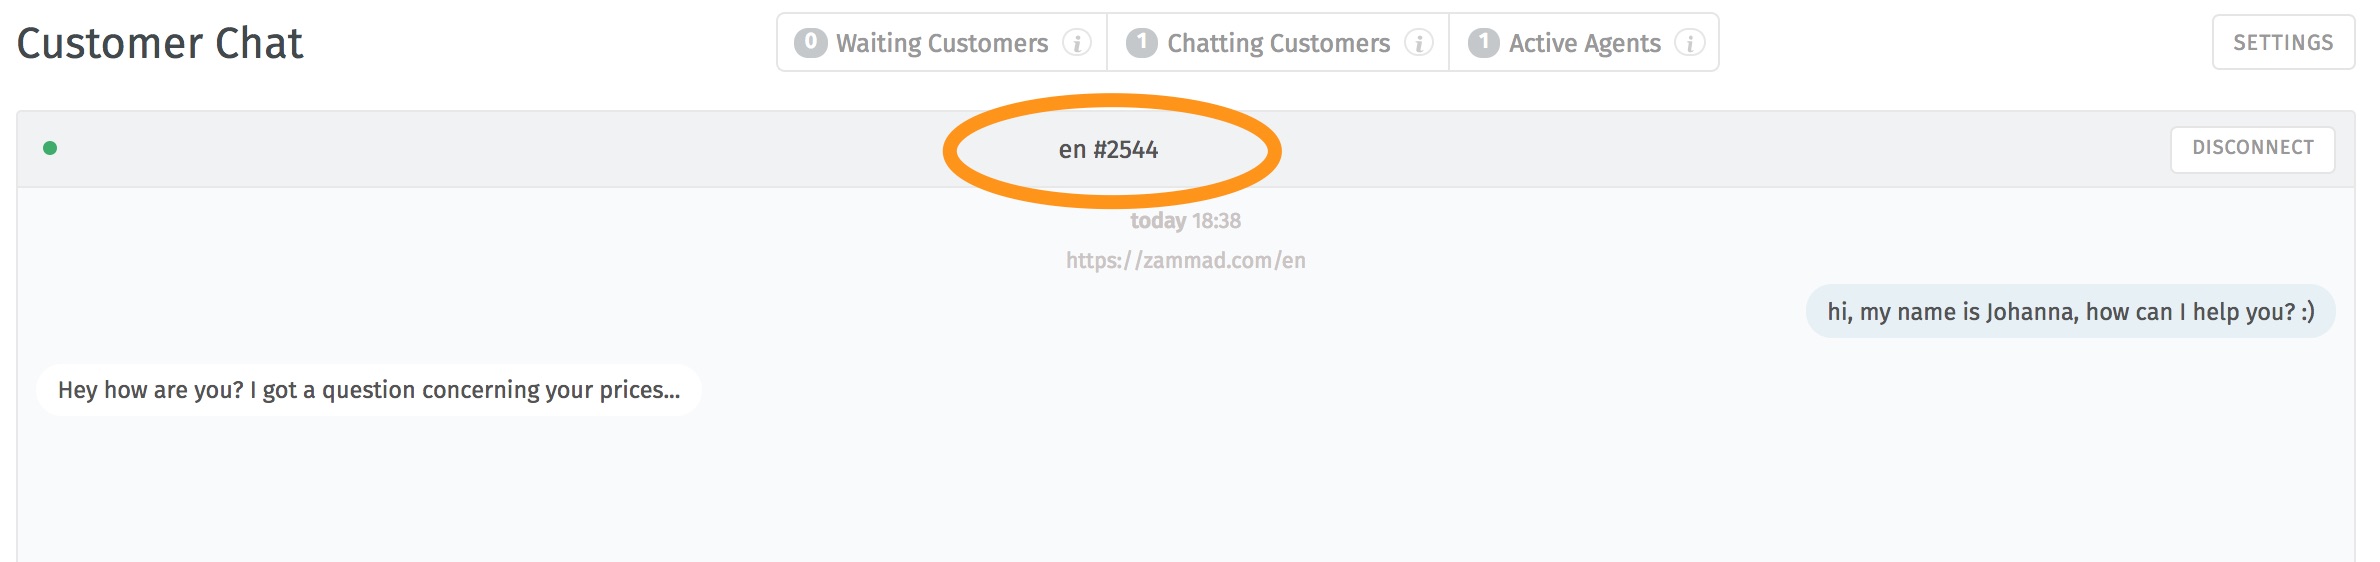 Customer Chat
0 Waiting Customers i
1 Chatting Customers i
1 Active Agents i
SETTINGS
en #2544
DISCONNECT
today 18:38
https://zammad.com/en
hi, my name is Johanna, how can I help you? :)
Hey how are you? I got a question concerning your prices...